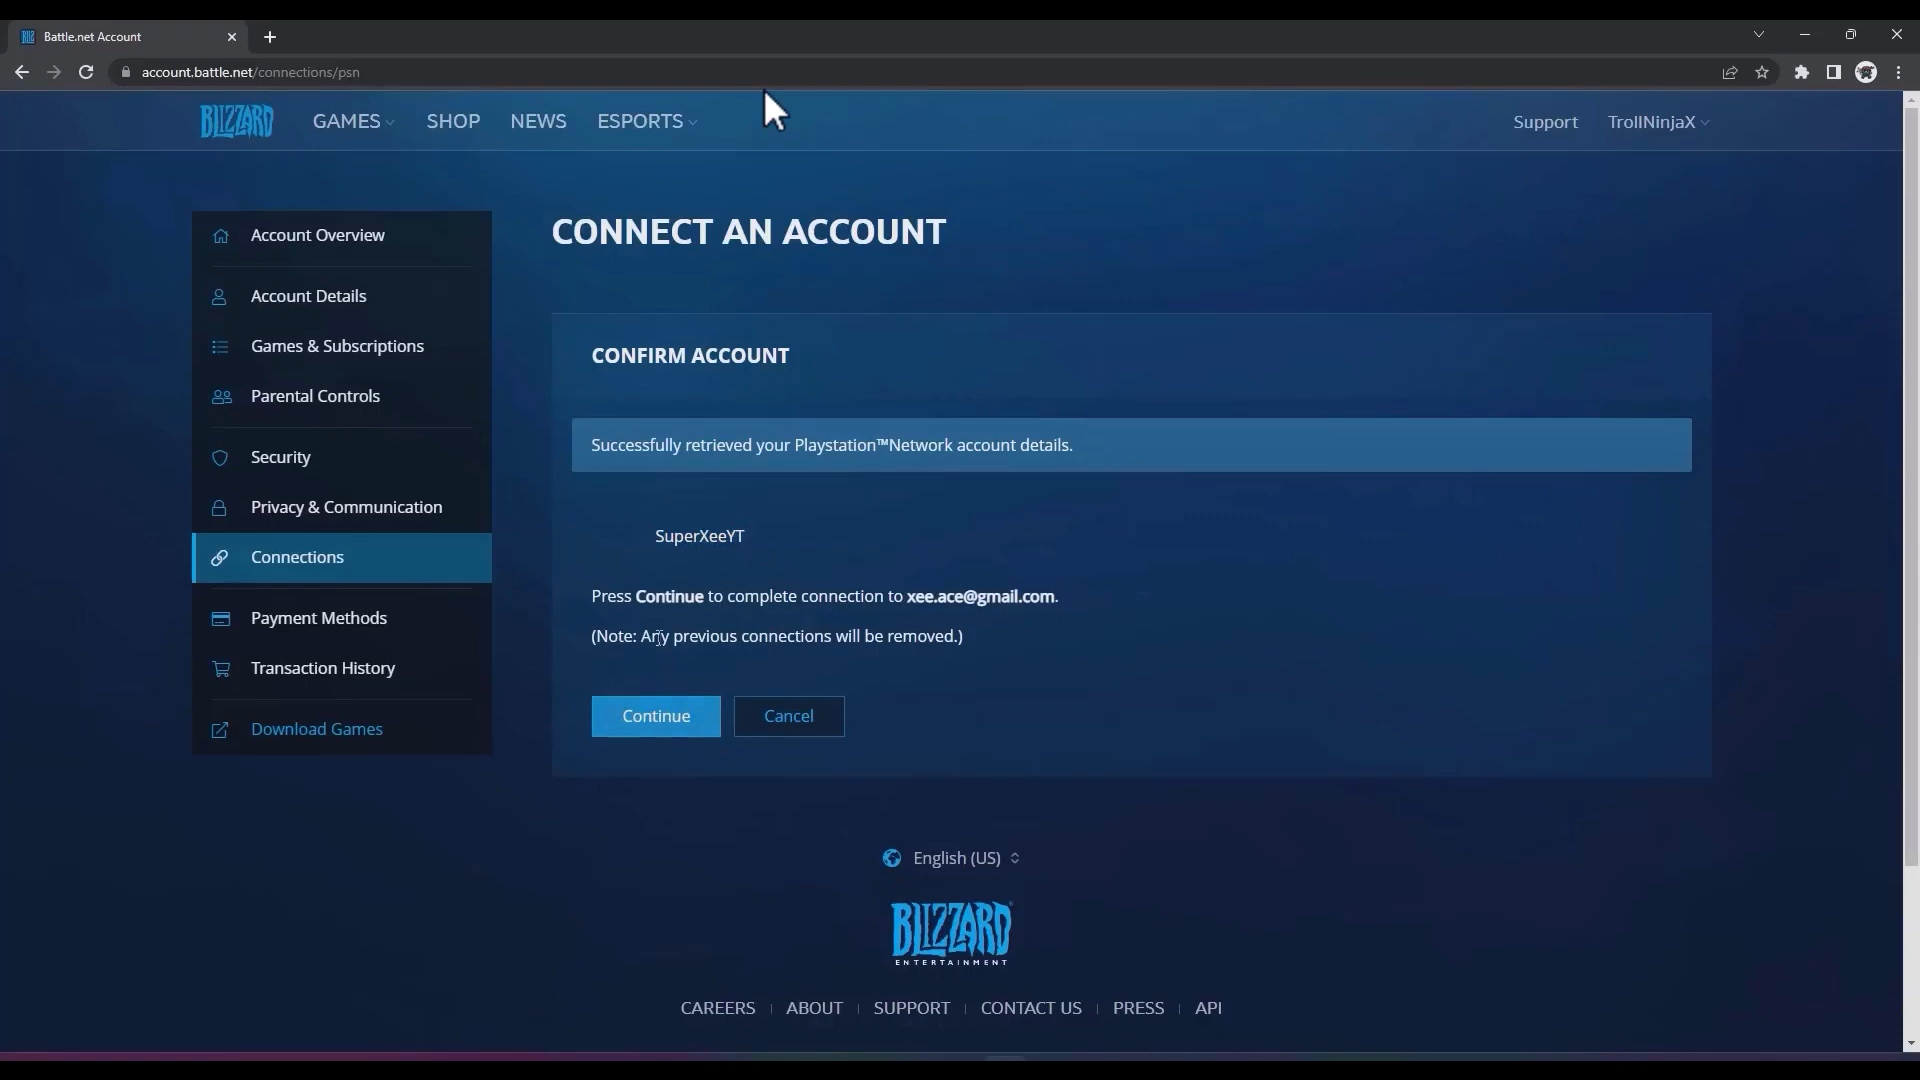 Battle.net Account
account.battle.net/connections/psn
BLIZZARD GAMES SHOP NEWS ESPORTS Support TrollNinjaX
Account Overview
Account Details
Games & Subscriptions
Parental Controls
Security
Privacy & Communication
Connections
Payment Methods
Transaction History
Download Games
CONNECT AN ACCOUNT
CONFIRM ACCOUNT
Successfully retrieved your Playstation™Network account details.
SuperXeeYT
Press Continue to complete connection to xee.ace@gmail.com.
(Note: Any previous connections will be removed.)
Continue Cancel
English (US)
BLIZZARD
ENTERTAINMENT
CAREERS ABOUT SUPPORT CONTACT US PRESS API